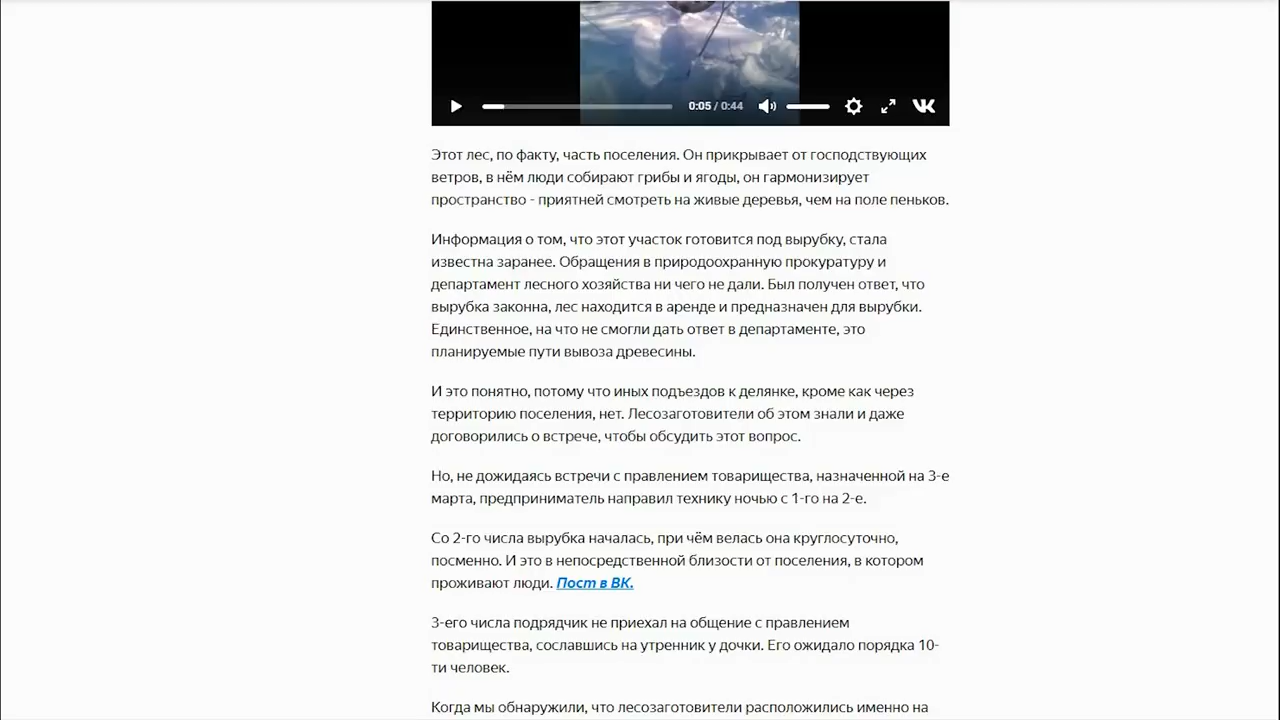 0:05 / 0:44
Этот лес, по факту, часть поселения. Он прикрывает от господствующих
ветров, в нём люди собирают грибы и ягоды, он гармонизирует
пространство - приятней смотреть на живые деревья, чем на поле пеньков.
Информация о том, что этот участок готовится под вырубку, стала
известна заранее. Обращения в природоохранную прокуратуру и
департамент лесного хозяйства ни чего не дали. Был получен ответ, что
вырубка законна, лес находится в аренде и предназначен для вырубки.
Единственное, на что не смогли дать ответ в департаменте, это
планируемые пути вывоза древесины.
И это понятно, потому что иных подъездов к делянке, кроме как через
территорию поселения, нет. Лесозаготовители об этом знали и даже
договорились о встрече, чтобы обсудить этот вопрос.
Но, не дожидаясь встречи с правлением товарищества, назначенной на 3-е
марта, предприниматель направил технику ночью с 1-го на 2-е.
Со 2-го числа вырубка началась, при чём велась она круглосуточно,
посменно. И это в непосредственной близости от поселения, в котором
проживают люди. Пост в ВК.
3-его числа подрядчик не приехал на общение с правлением
товарищества, сославшись на утренник у дочки. Его ожидало порядка 10-
ти человек.
Когда мы обнаружили, что лесозаготовители расположились именно на